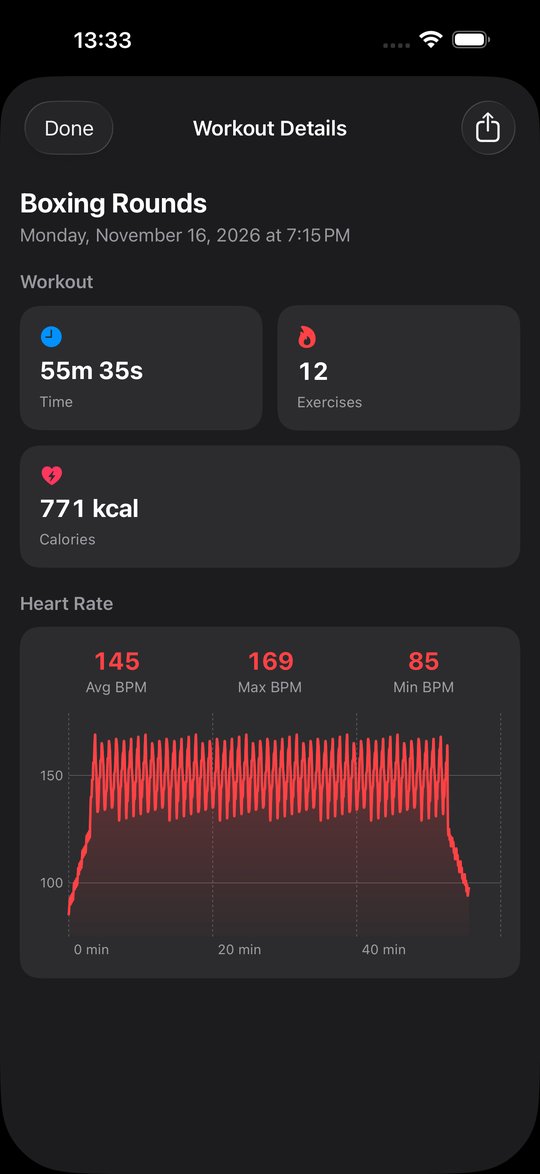 13:33
Done
Workout Details
Boxing Rounds
Monday, November 16, 2026 at 7:15 PM
Workout
55m 35s
Time
12
Exercises
771 kcal
Calories
Heart Rate
145
Avg BPM
169
Max BPM
85
Min BPM
150
100
0 min
20 min
40 min